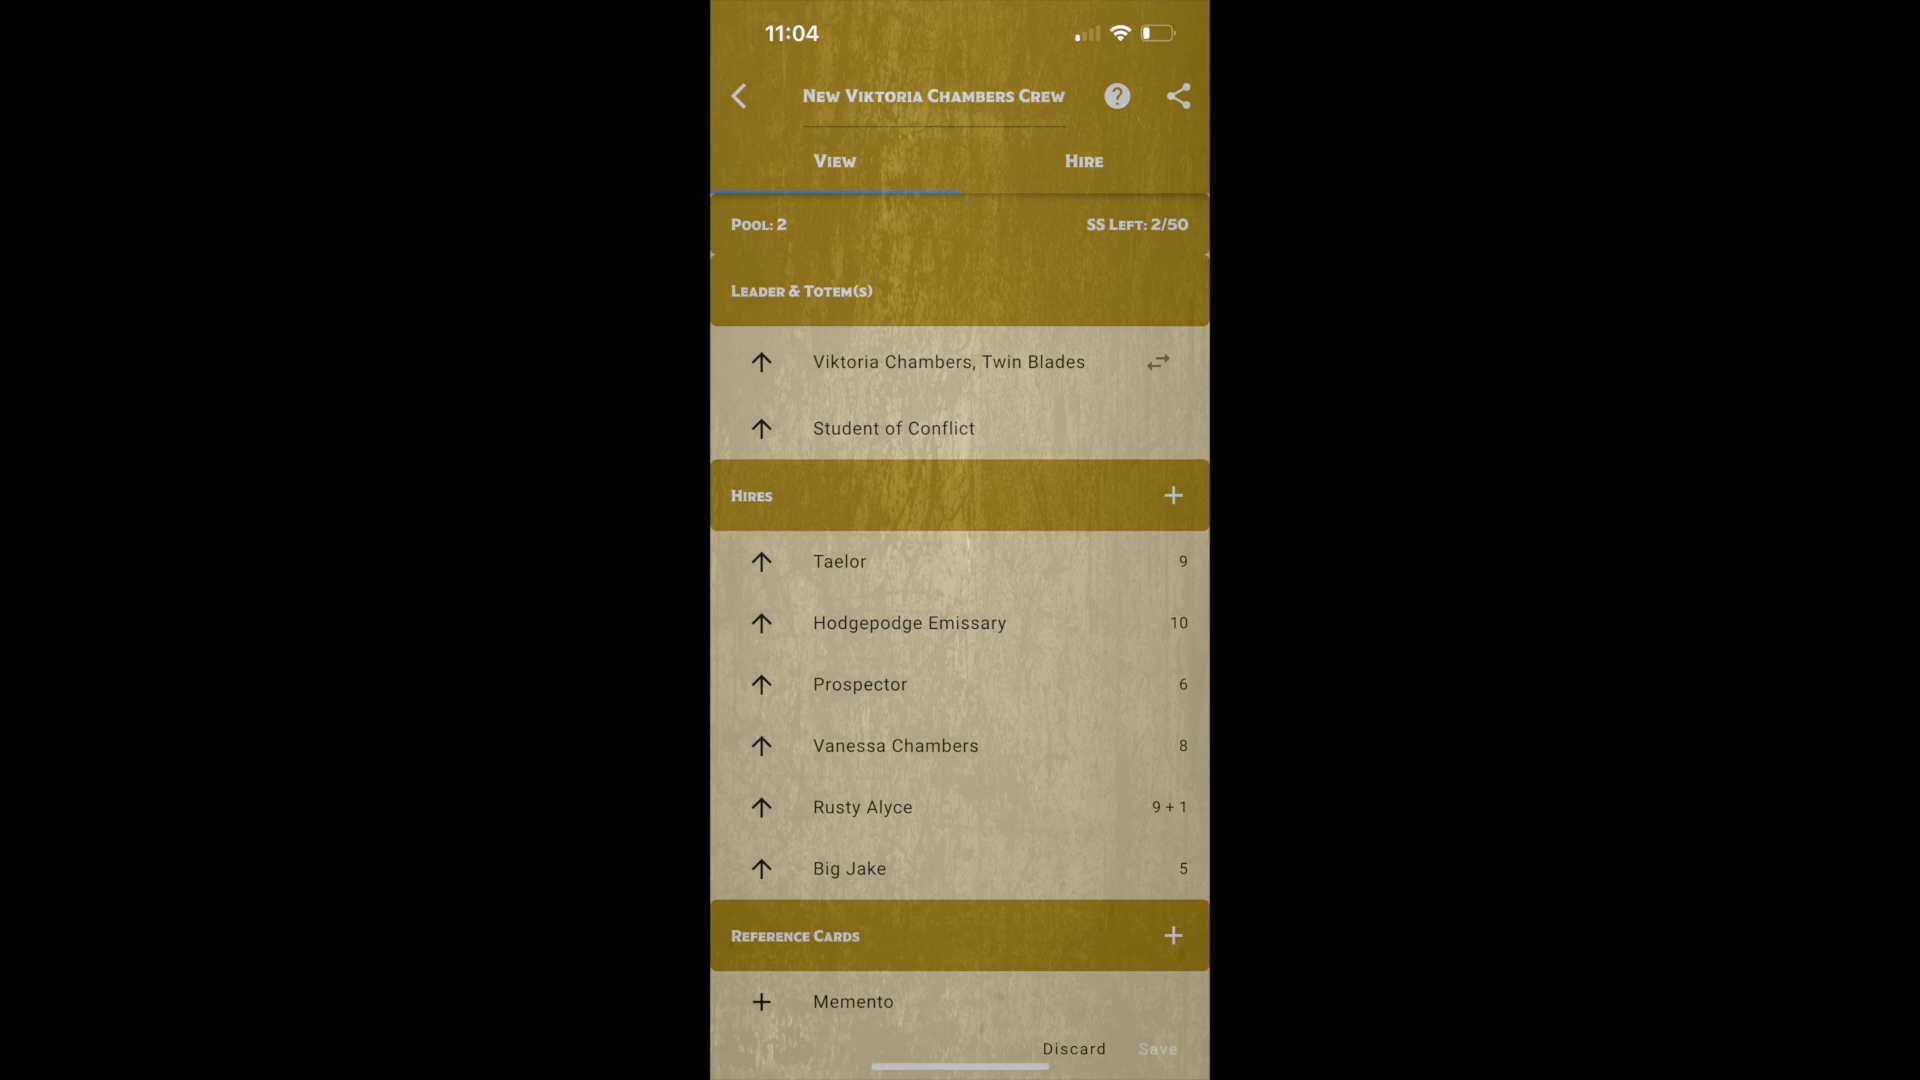 11:04
New Viktoria Chambers Crew
View Hire
Pool: 2 SS Left: 2/50
Leader & Totem(s)
Viktoria Chambers, Twin Blades
Student of Conflict
Hires
Taelor 9
Hodgepodge Emissary 10
Prospector 6
Vanessa Chambers 8
Rusty Alyce 9 + 1
Big Jake 5
Reference Cards
Memento
Discard Save